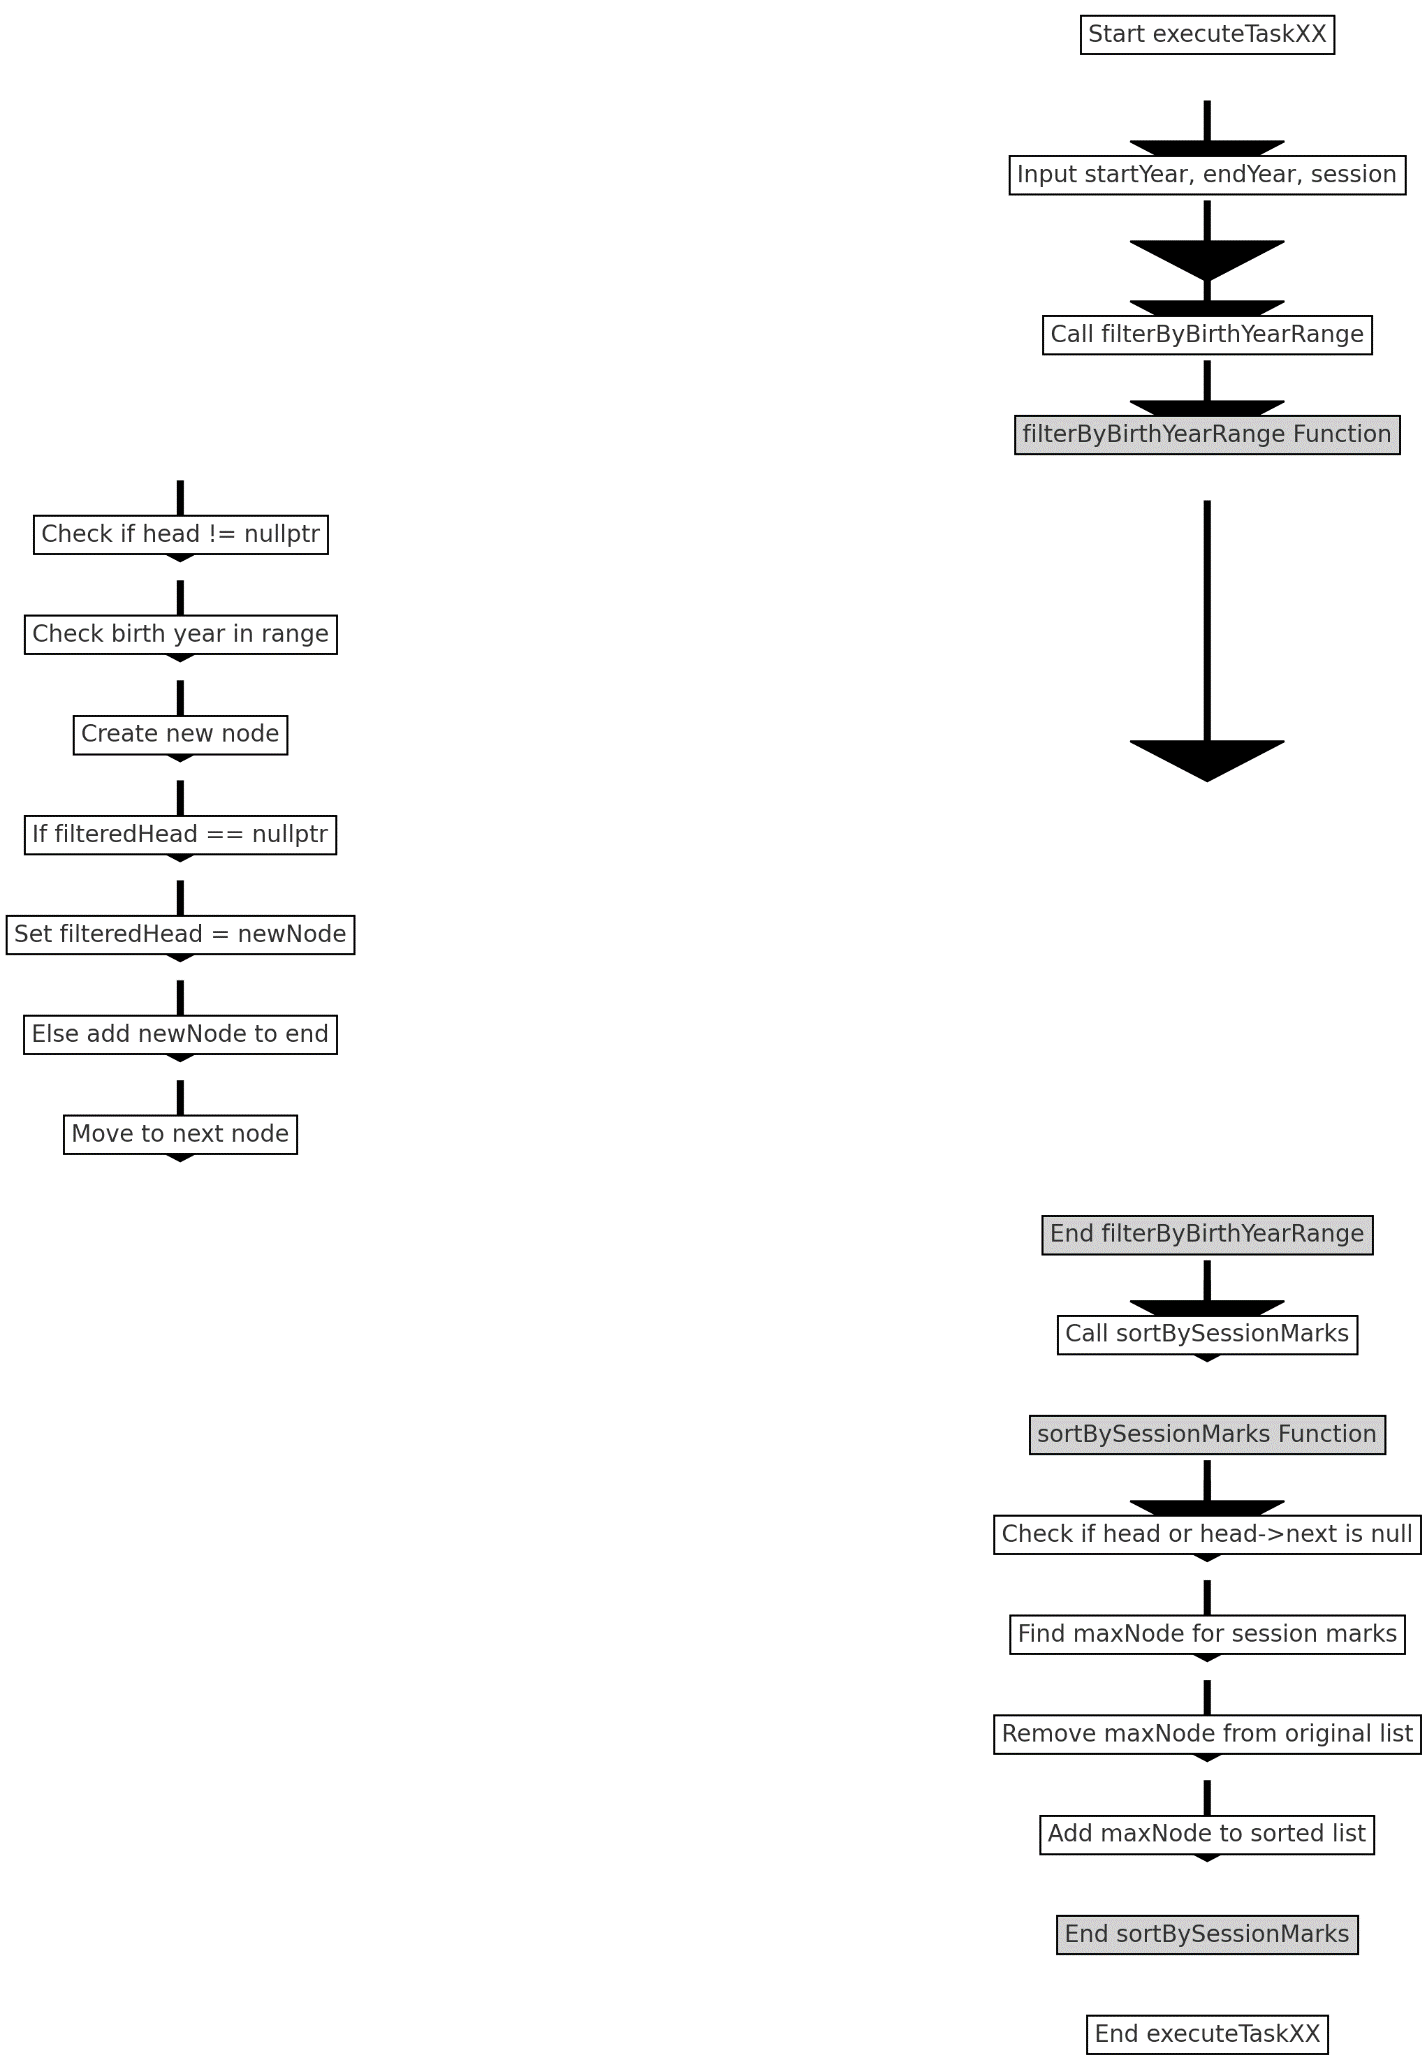 Start executeTaskXX
Input startYear, endYear, session
Call filterByBirthYearRange
filterByBirthYearRange Function
Check if head != nullptr
Check birth year in range
Create new node
If filteredHead == nullptr
Set filteredHead = newNode
Else add newNode to end
Move to next node
End filterByBirthYearRange
Call sortBySessionMarks
sortBySessionMarks Function
Check if head or head->next is null
Find maxNode for session marks
Remove maxNode from original list
Add maxNode to sorted list
End sortBySessionMarks
End executeTaskXX